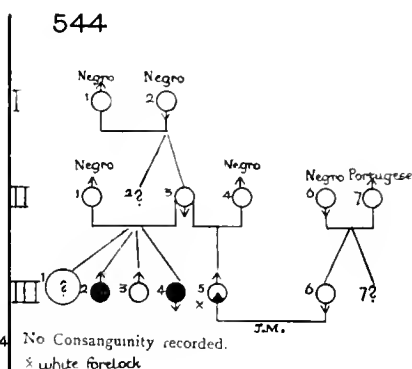 544
Negro Negro
I 1 2
Negro Negro Negro Portugese
II 1 2? 3 4 6 7
III 1 ? 2 3 4 5 6 7?
x
J.M.
4 No Consanguinity recorded.
x white forelock